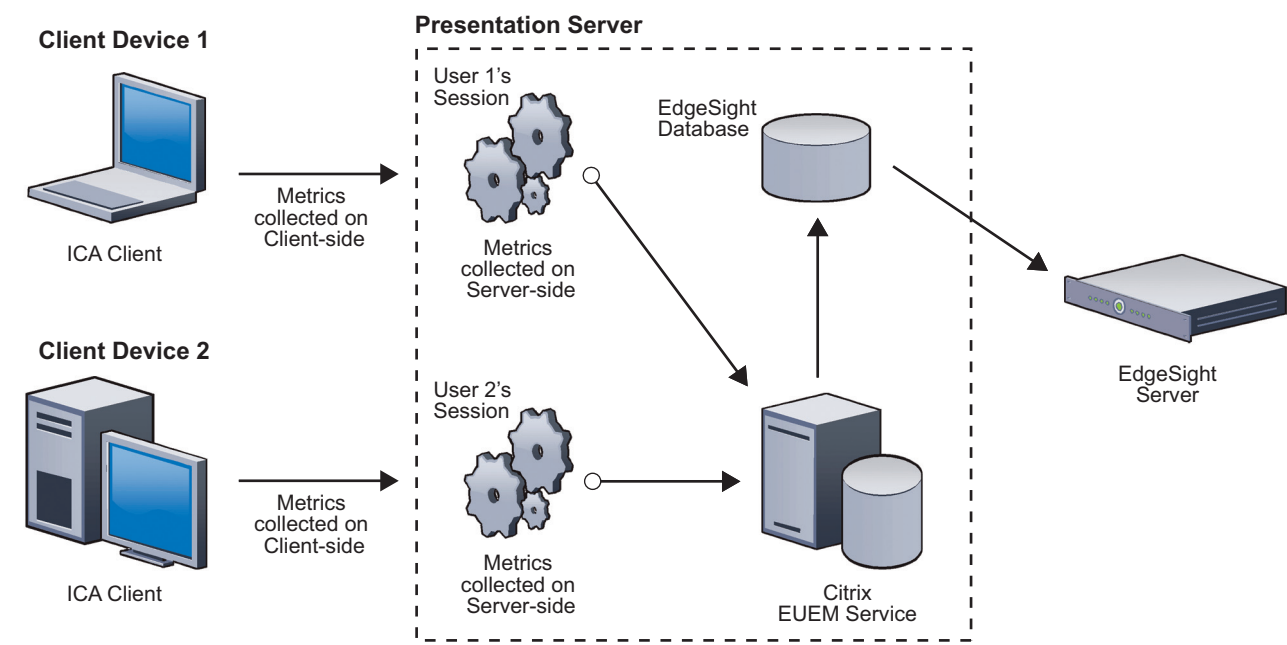 Presentation Server
Client Device 1
User 1's
Session
EdgeSight
Database
Metrics
collected on
Client-side
ICA Client
Metrics
collected on
Server-side
Client Device 2
EdgeSight
Server
User 2's
Session
Metrics
collected on
Client-side
ICA Client
Metrics
collected on
Server-side
Citrix
EUEM Service